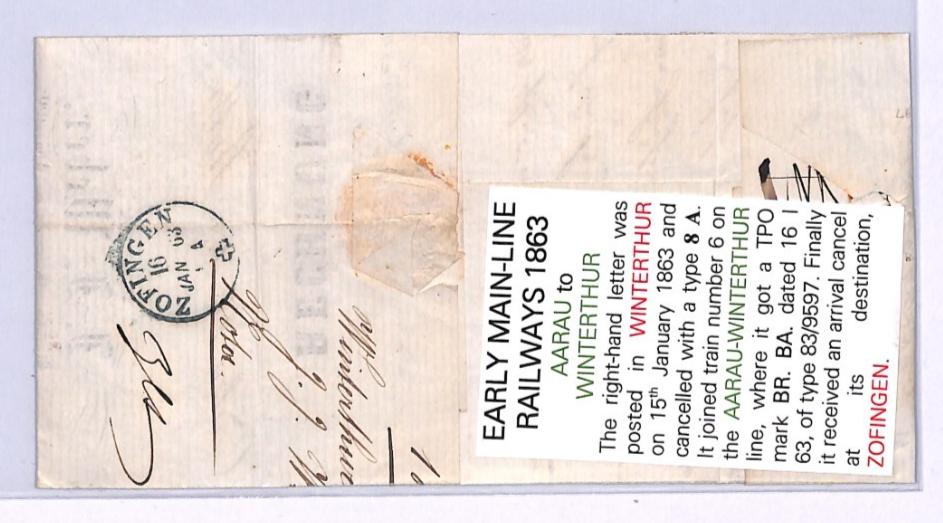 EARLY MAIN-LINE
RAILWAYS 1863
AARAU to
WINTERTHUR
The right-hand letter was
posted in WINTERTHUR
on 15th January 1863 and
cancelled with a type 8 A.
It joined train number 6 on
the AARAU-WINTERTHUR
line, where it got a TPO
mark BR. BA. dated 16 I
63, of type 83/9597. Finally
it received an arrival cancel
at its destination,
ZOFINGEN.
ZOFINGEN
16
JAN 63
A
Nota.
Winterthur
RECHNUNG